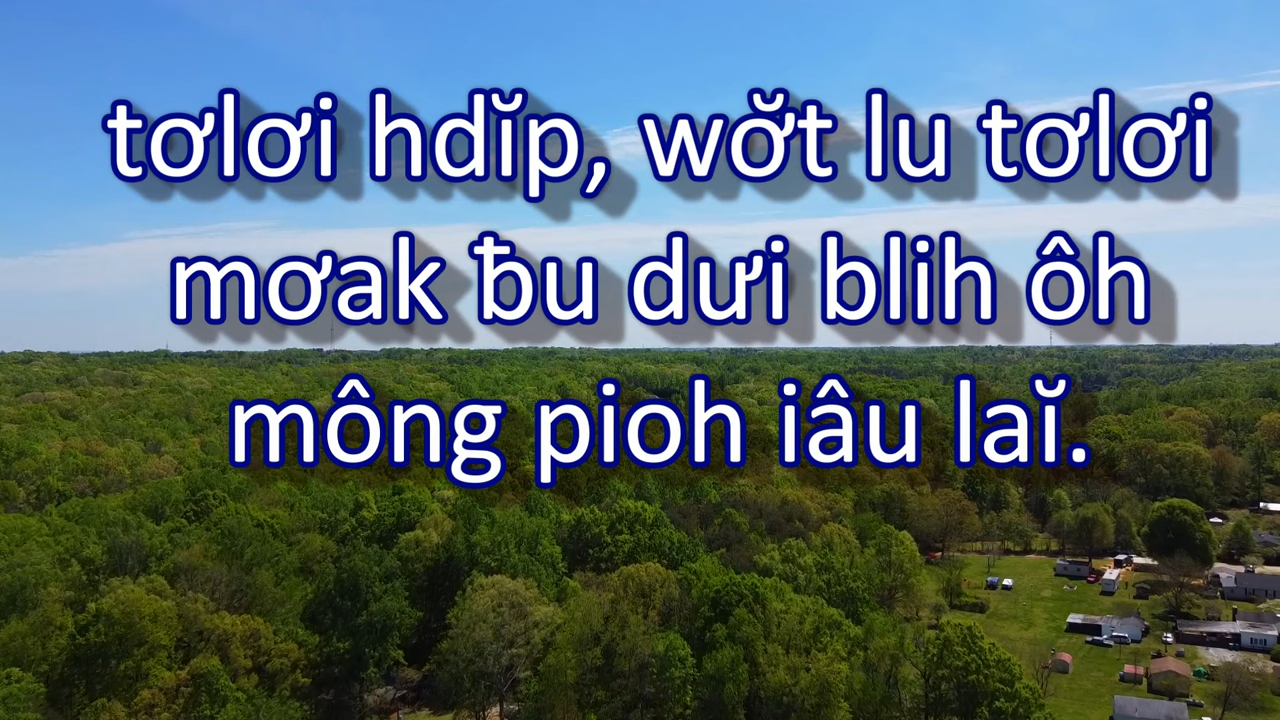 tơlơi hdĭp, wơ̆t lu tơlơi
mơak ƀu dưi blih ôh
mông pioh iâu laĭ.